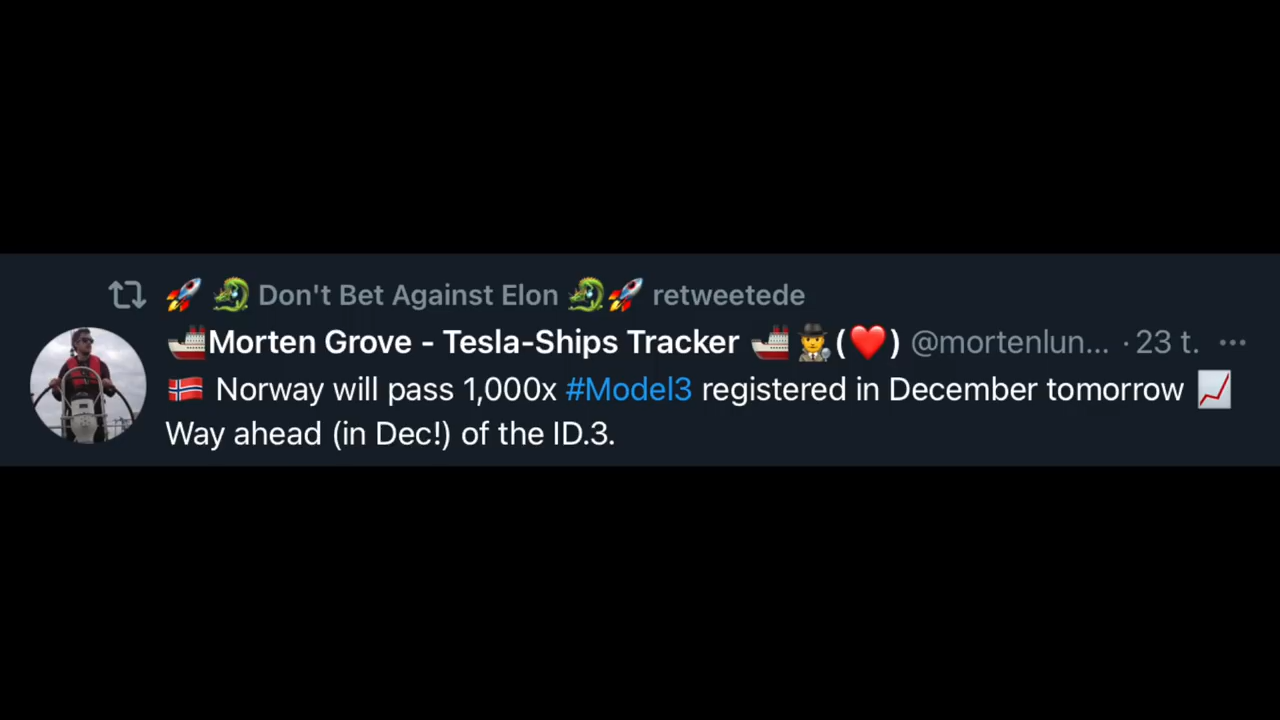 🚀 🐉 Don't Bet Against Elon 🐉🚀 retweetede
🚢Morten Grove - Tesla-Ships Tracker 🚢🕵️(❤️) @mortenlun... · 23 t. ···
🇳🇴 Norway will pass 1,000x #Model3 registered in December tomorrow 📈
Way ahead (in Dec!) of the ID.3.